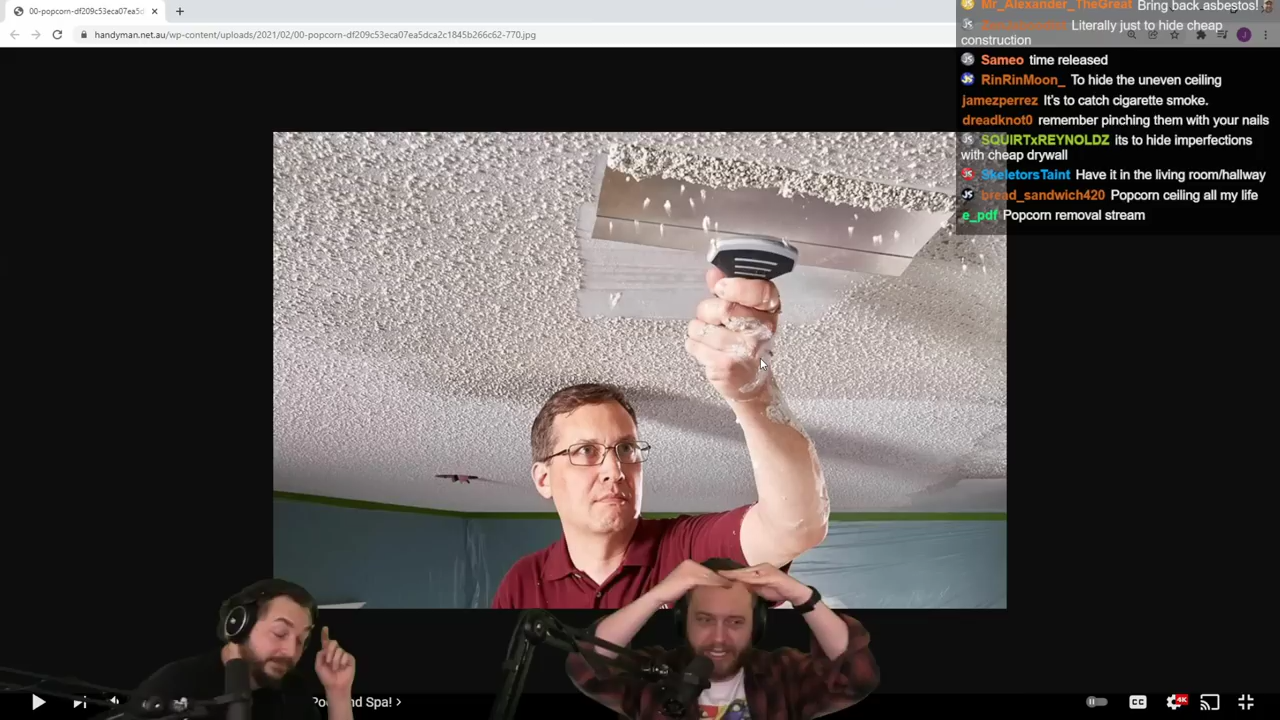 00-popcorn-df209c53eca07ea5d
handyman.net.au/wp-content/uploads/2021/02/00-popcorn-df209c53eca07ea5dca2c1845b266c62-770.jpg
Mr_Alexander_TheGreat Bring back asbestos!
Literally just to hide cheap
construction
Sameo time released
RinRinMoon_ To hide the uneven ceiling
jamezperrez It's to catch cigarette smoke.
dreadknot0 remember pinching them with your nails
SQUIRTxREYNOLDZ its to hide imperfections
with cheap drywall
SkeletorsTaint Have it in the living room/hallway
bread_sandwich420 Popcorn ceiling all my life
e_pdf Popcorn removal stream
nd Spa!
CC
4K